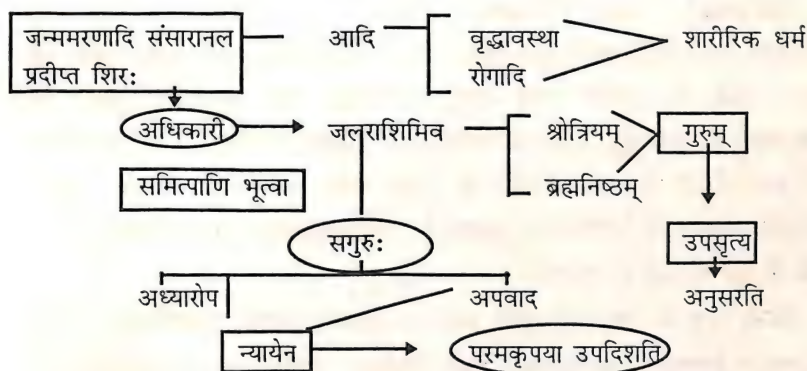 जन्ममरणादि संसारानल आदि वृद्धावस्था शारीरिक धर्म
प्रदीप्त शिरः रोगादि
अधिकारी जलराशिमिव श्रोत्रियम् गुरुम्
समित्पाणि भूत्वा ब्रह्मनिष्ठम्
सगुरुः उपसृत्य
अध्यारोप अपवाद अनुसरति
न्यायेन परमकृपया उपदिशति